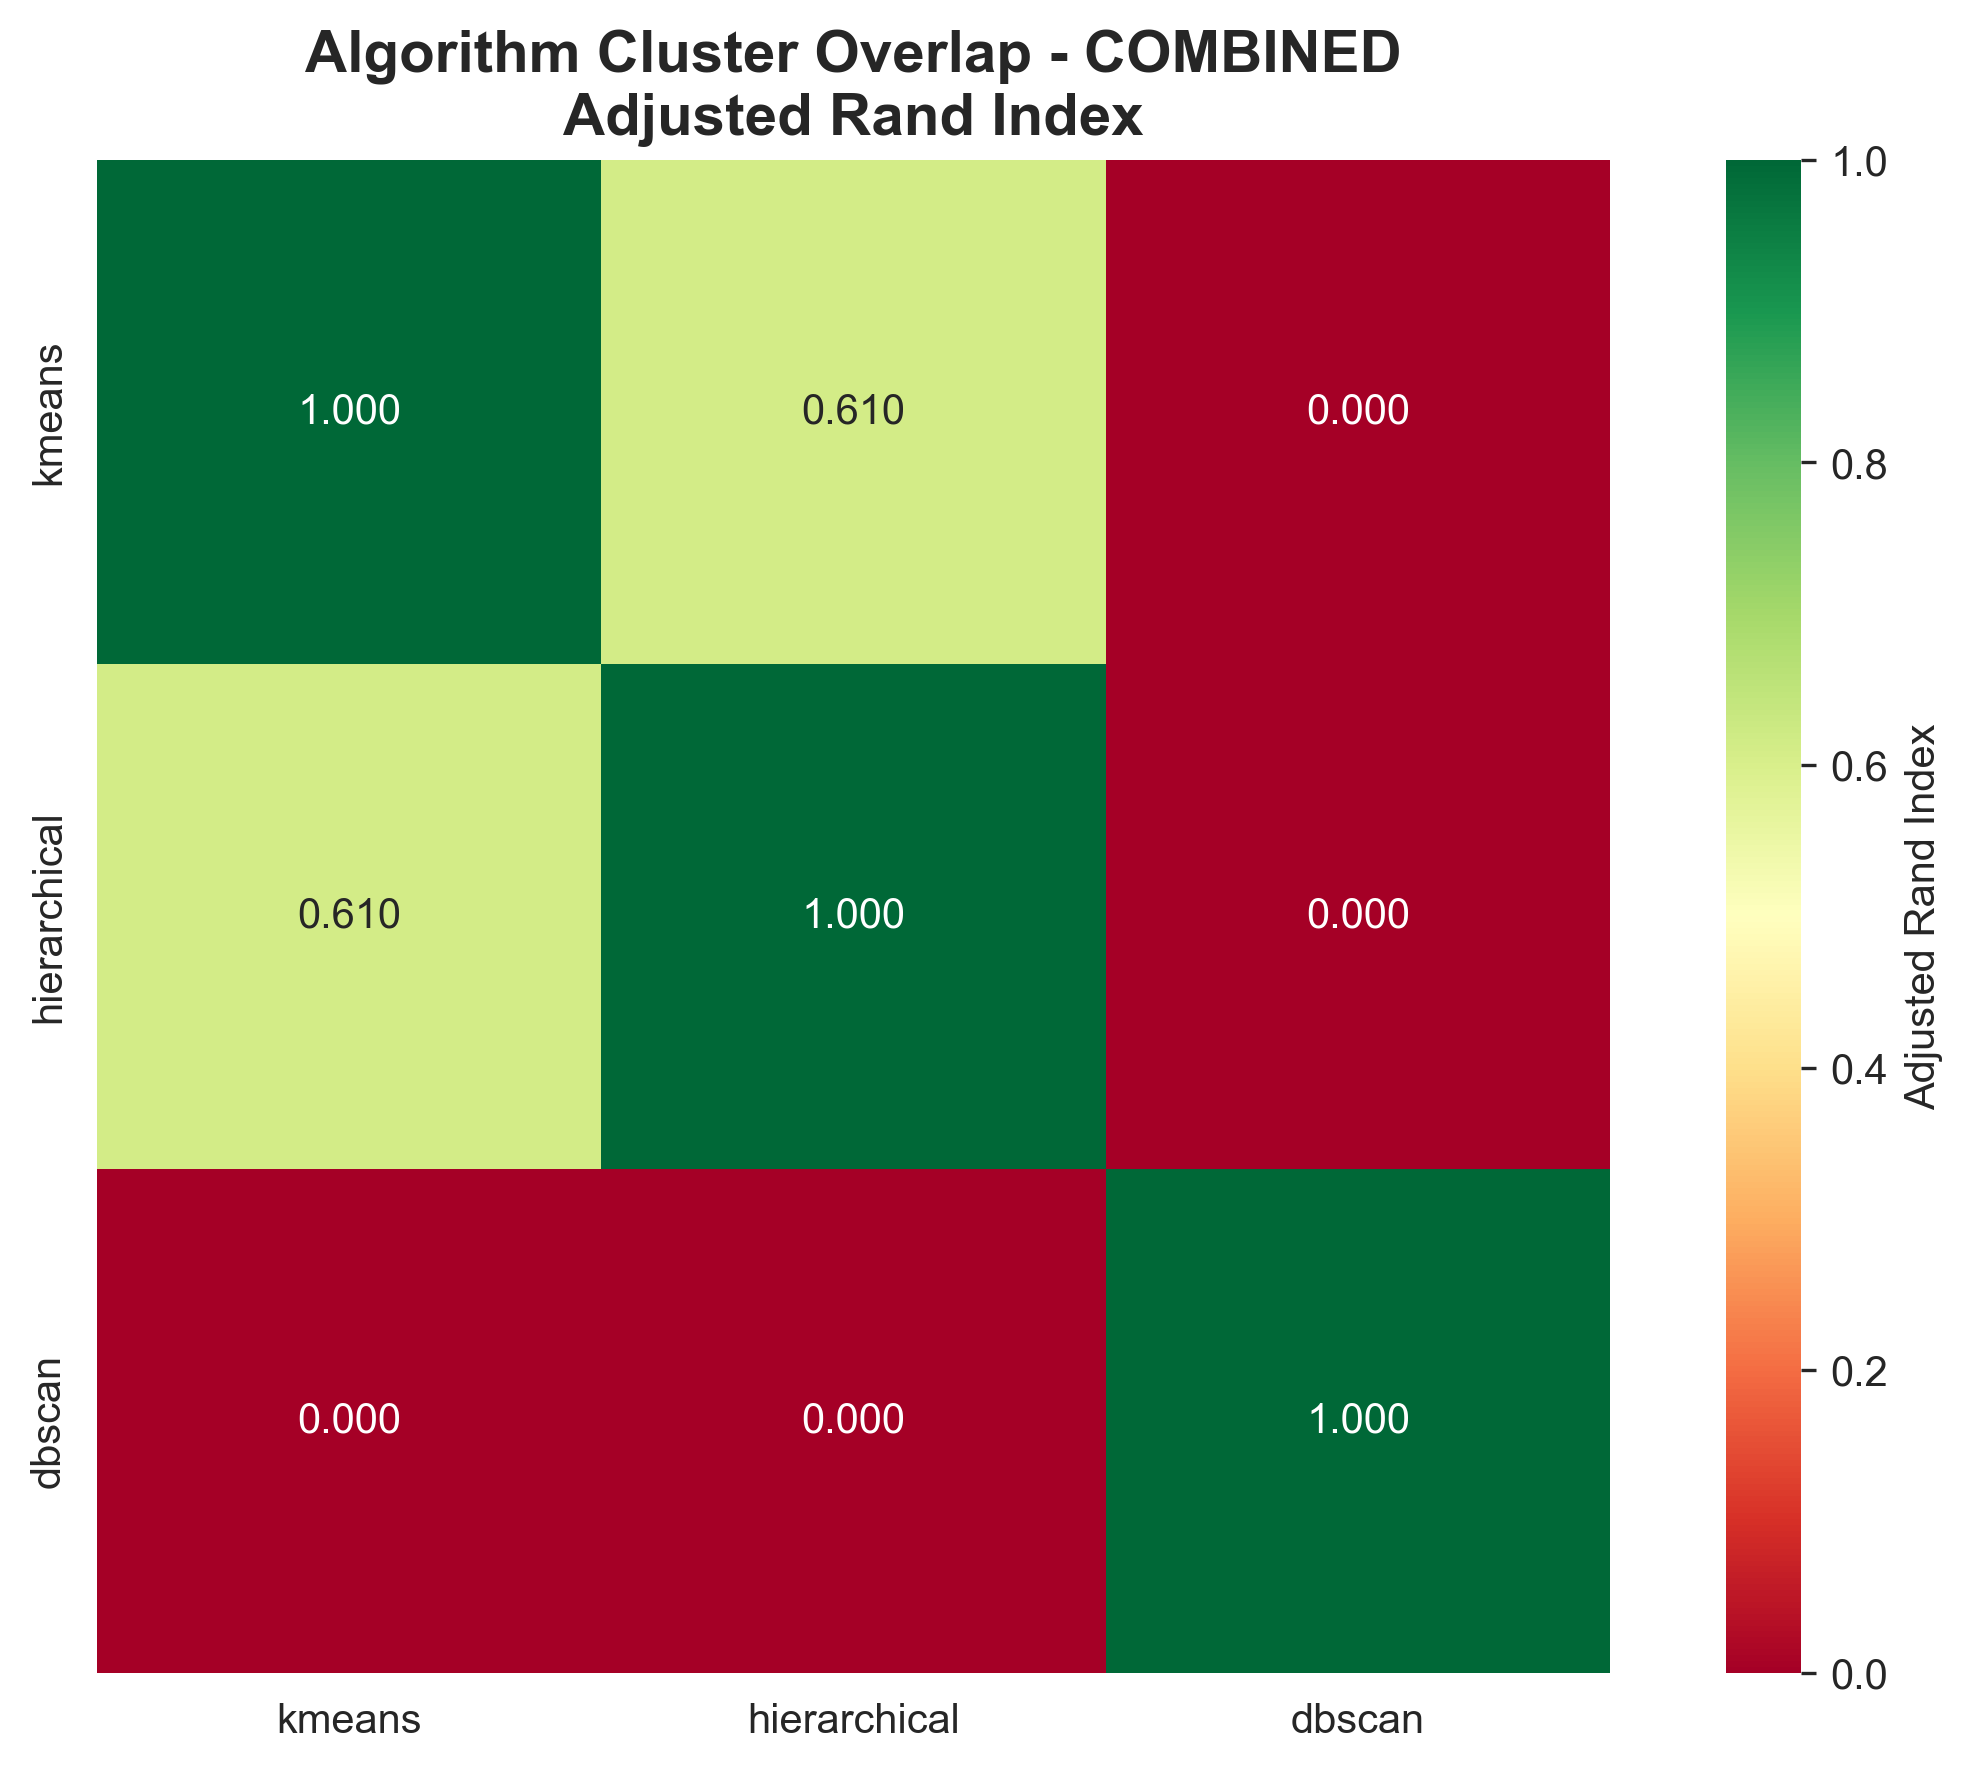 Algorithm Cluster Overlap - COMBINED
Adjusted Rand Index
kmeans
1.000
0.610
0.000
hierarchical
0.610
1.000
0.000
dbscan
0.000
0.000
1.000
kmeans
hierarchical
dbscan
1.0
0.8
0.6
0.4
0.2
0.0
Adjusted Rand Index